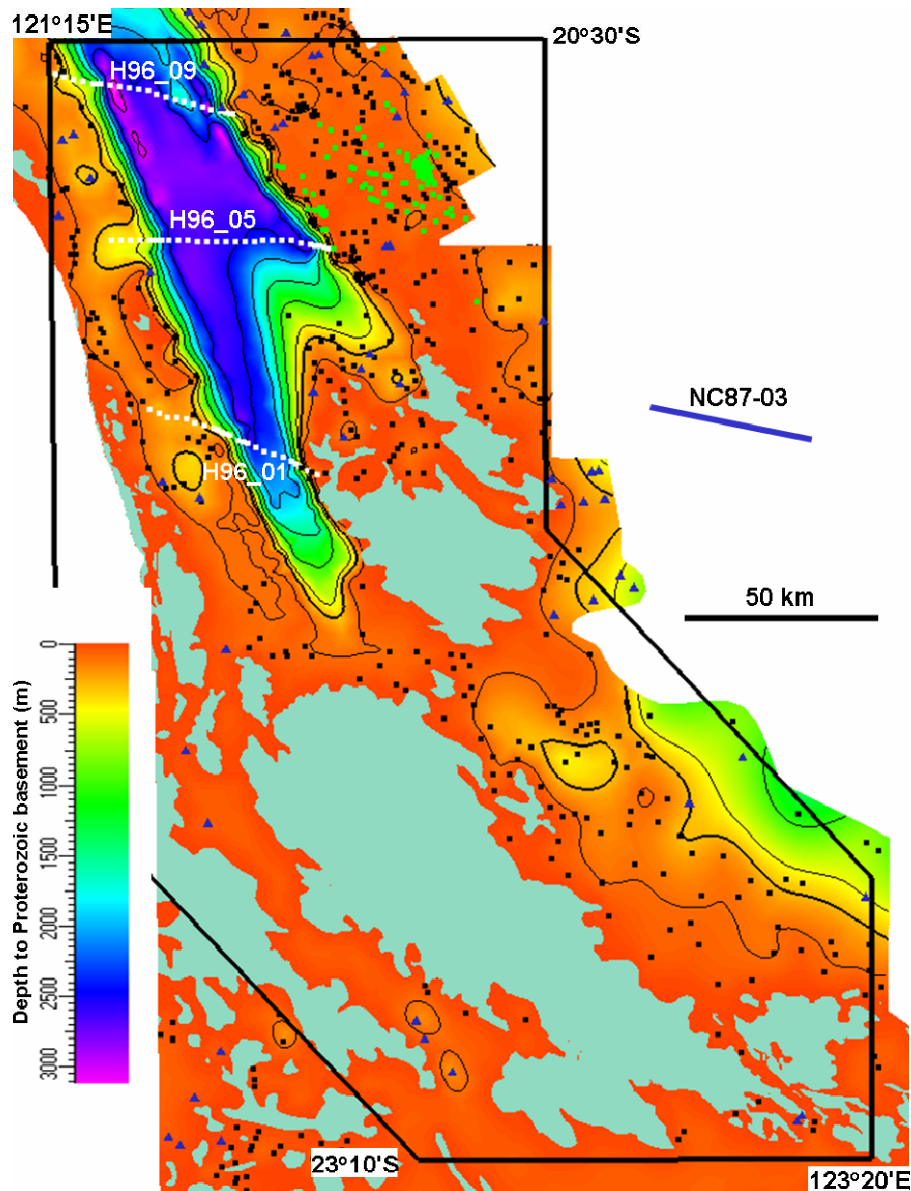 121°15'E
20°30'S
H96_09
H96_05
NC87-03
H96_01
50 km
Depth to Proterozoic basement (m)
0
500
1000
1500
2000
2500
3000
23°10'S
123°20'E